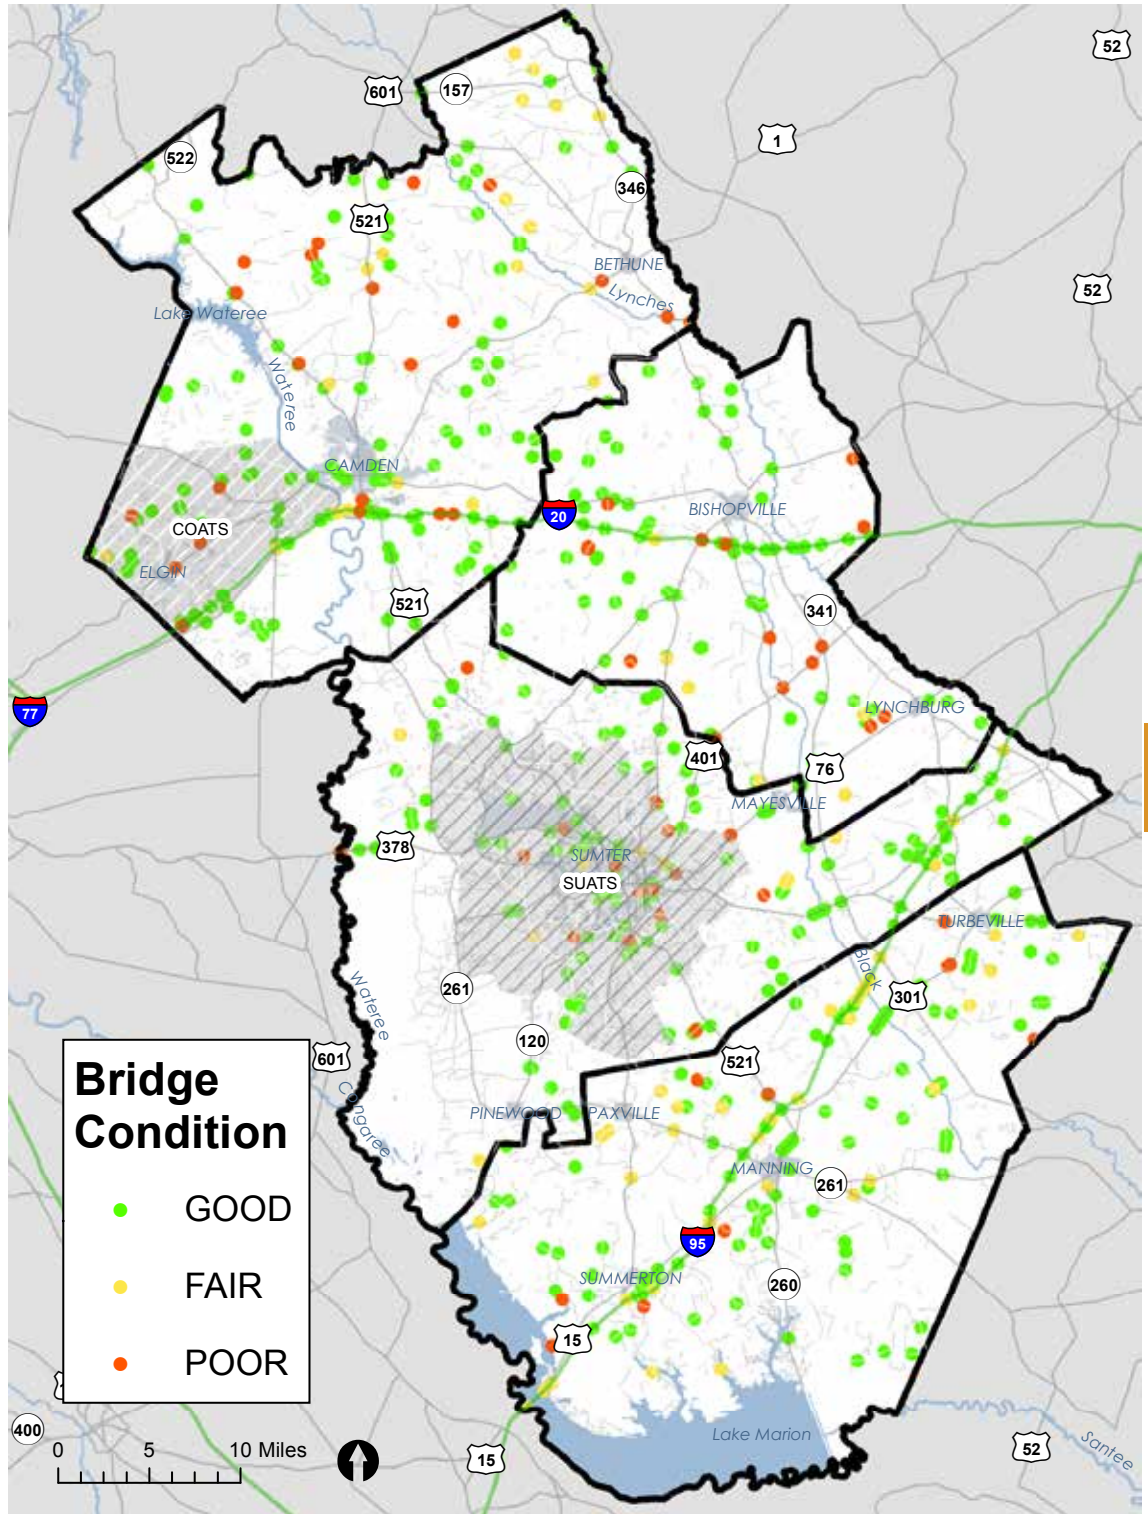 52
601
157
1
522
346
521
BETHUNE
52
Lynches
Lake Wateree
Wateree
CAMDEN
BISHOPVILLE
20
COATS
ELGIN
521
341
77
LYNCHBURG
401
76
MAYESVILLE
378
SUMTER
SUATS
TURBEVILLE
Black
261
301
Wateree
120
601
521
Congaree
PINEWOOD
PAXVILLE
MANNING
261
95
SUMMERTON
260
15
Lake Marion
Santee
52
15
400
Bridge
Condition
GOOD
FAIR
POOR
0 5 10 Miles